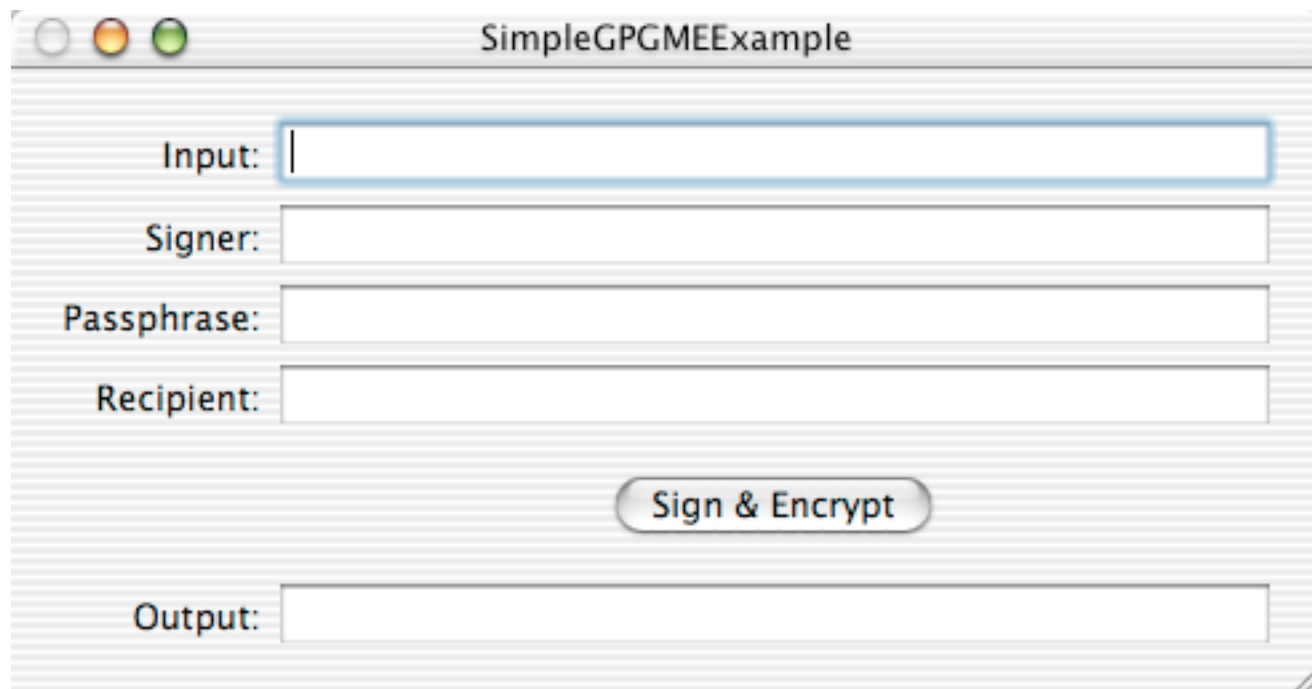 SimpleGPGMEExample
Input:
Signer:
Passphrase:
Recipient:
Sign & Encrypt
Output: